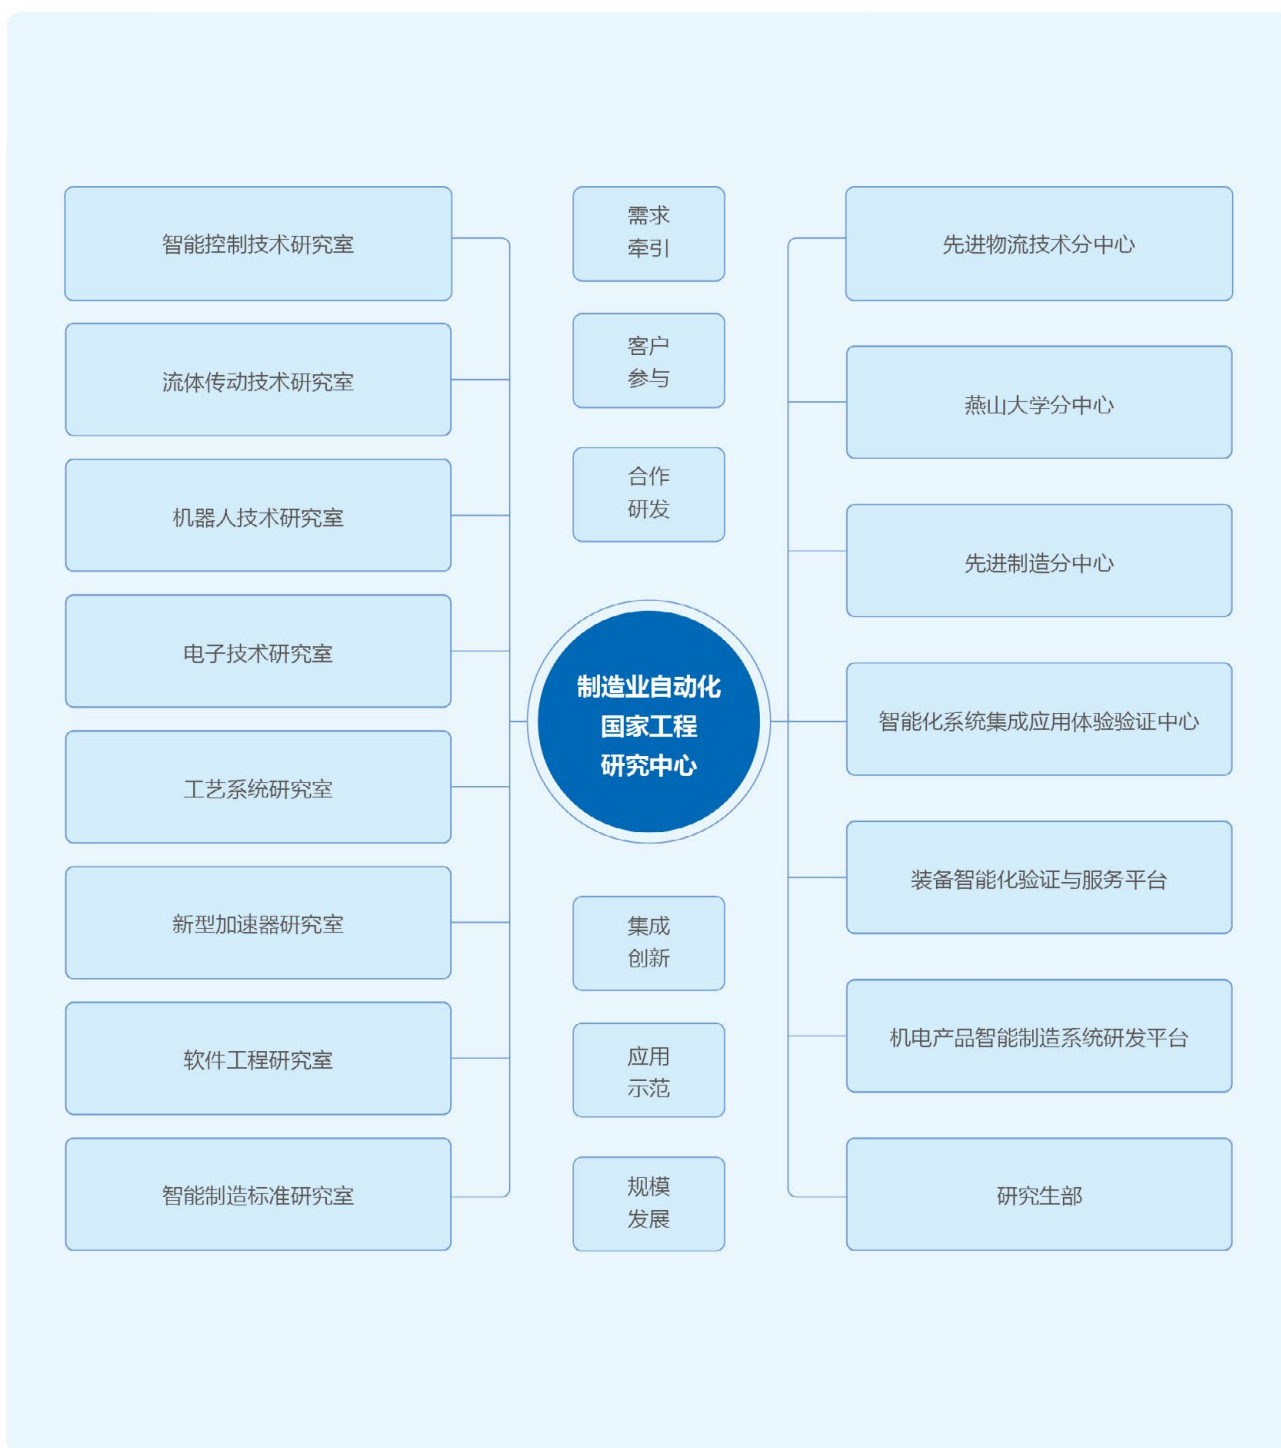 智能控制技术研究室
流体传动技术研究室
机器人技术研究室
电子技术研究室
工艺系统研究室
新型加速器研究室
软件工程研究室
智能制造标准研究室
需求
牵引
客户
参与
合作
研发
制造业自动化
国家工程
研究中心
集成
创新
应用
示范
规模
发展
先进物流技术分中心
燕山大学分中心
先进制造分中心
智能化系统集成应用体验验证中心
装备智能化验证与服务平台
机电产品智能制造系统研发平台
研究生部